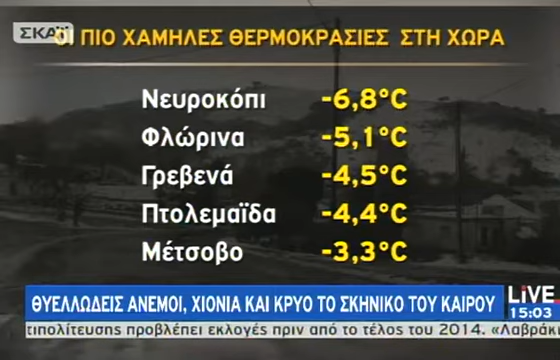 ΣΚΑΪ
ΟΙ ΠΙΟ ΧΑΜΗΛΕΣ ΘΕΡΜΟΚΡΑΣΙΕΣ ΣΤΗ ΧΩΡΑ
Νευροκόπι -6,8°C
Φλώρινα -5,1°C
Γρεβενά -4,5°C
Πτολεμαΐδα -4,4°C
Μέτσοβο -3,3°C
ΘΥΕΛΛΩΔΕΙΣ ΑΝΕΜΟΙ, ΧΙΟΝΙΑ ΚΑΙ ΚΡΥΟ ΤΟ ΣΚΗΝΙΚΟ ΤΟΥ ΚΑΙΡΟΥ
LiVE
15:03
τιπολίτευσης προβλέπει εκλογές πριν από το τέλος του 2014. «Λαβράκι